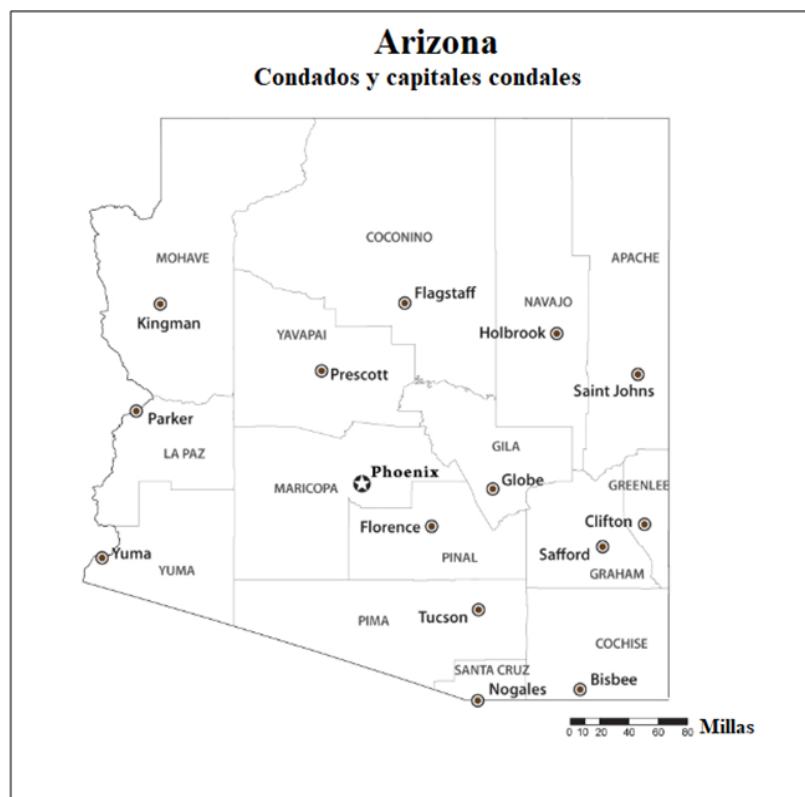 Arizona
Condados y capitales condales
COCONINO
MOHAVE
APACHE
Flagstaff
NAVAJO
Kingman
YAVAPAI
Holbrook
Prescott
Saint Johns
Parker
GILA
LA PAZ
Phoenix
MARICOPA
Globe
GREENLEE
Florence
Clifton
Yuma
Safford
PINAL
YUMA
GRAHAM
PIMA
Tucson
COCHISE
SANTA CRUZ
Bisbee
Nogales
Millas
0 10 20 40 60 80